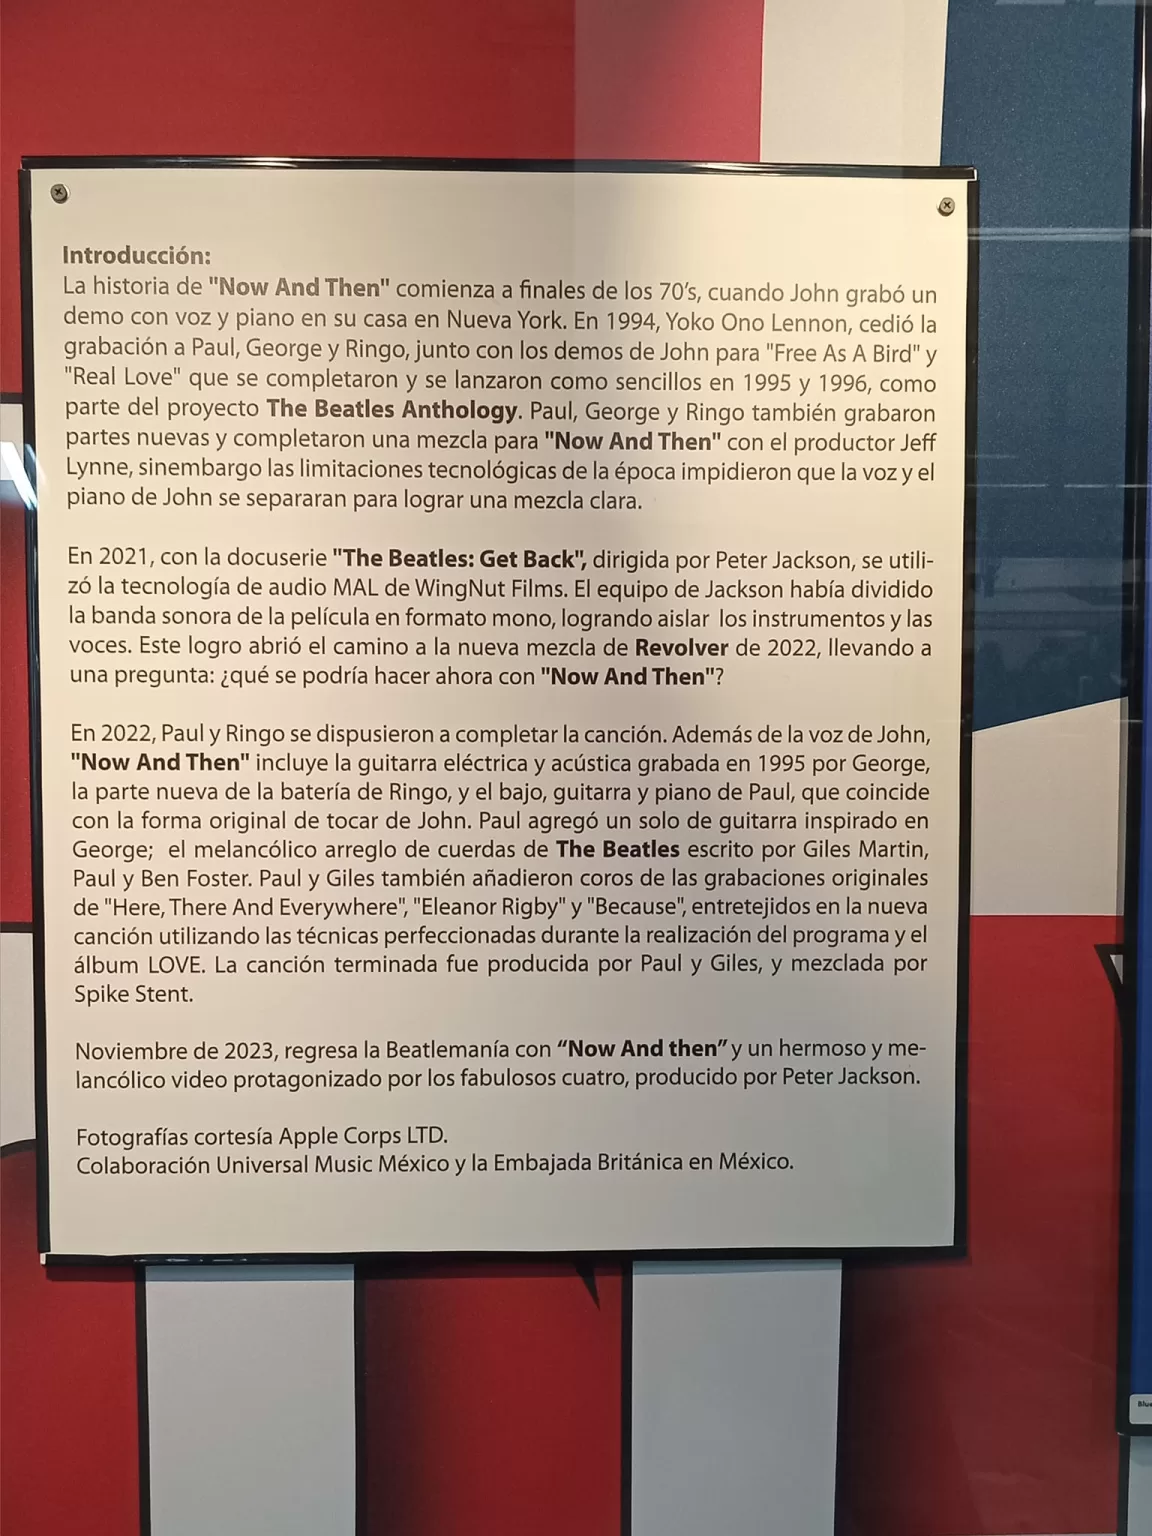 Introducción:
La historia de "Now And Then" comienza a finales de los 70's, cuando John grabó un
demo con voz y piano en su casa en Nueva York. En 1994, Yoko Ono Lennon, cedió la
grabación a Paul, George y Ringo, junto con los demos de John para "Free As A Bird" y
"Real Love" que se completaron y se lanzaron como sencillos en 1995 y 1996, como
parte del proyecto The Beatles Anthology. Paul, George y Ringo también grabaron
partes nuevas y completaron una mezcla para "Now And Then" con el productor Jeff
Lynne, sinembargo las limitaciones tecnológicas de la época impidieron que la voz y el
piano de John se separaran para lograr una mezcla clara.
En 2021, con la docuserie "The Beatles: Get Back", dirigida por Peter Jackson, se utili-
zó la tecnología de audio MAL de WingNut Films. El equipo de Jackson había dividido
la banda sonora de la película en formato mono, logrando aislar los instrumentos y las
voces. Este logro abrió el camino a la nueva mezcla de Revolver de 2022, llevando a
una pregunta: ¿qué se podría hacer ahora con "Now And Then"?
En 2022, Paul y Ringo se dispusieron a completar la canción. Además de la voz de John,
"Now And Then" incluye la guitarra eléctrica y acústica grabada en 1995 por George,
la parte nueva de la batería de Ringo, y el bajo, guitarra y piano de Paul, que coincide
con la forma original de tocar de John. Paul agregó un solo de guitarra inspirado en
George; el melancólico arreglo de cuerdas de The Beatles escrito por Giles Martin,
Paul y Ben Foster. Paul y Giles también añadieron coros de las grabaciones originales
de "Here, There And Everywhere", "Eleanor Rigby" y "Because", entretejidos en la nueva
canción utilizando las técnicas perfeccionadas durante la realización del programa y el
álbum LOVE. La canción terminada fue producida por Paul y Giles, y mezclada por
Spike Stent.
Noviembre de 2023, regresa la Beatlemanía con “Now And then” y un hermoso y me-
lancólico video protagonizado por los fabulosos cuatro, producido por Peter Jackson.
Fotografías cortesía Apple Corps LTD.
Colaboración Universal Music México y la Embajada Británica en México.